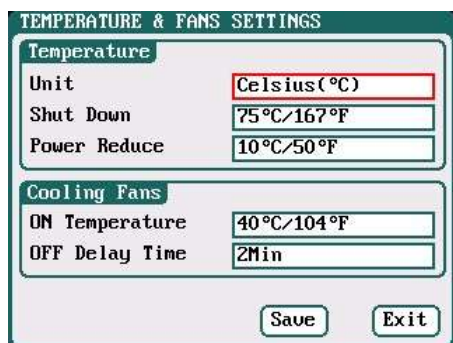 TEMPERATURE & FANS SETTINGS
Temperature
Unit Celsius(°C)
Shut Down 75°C/167°F
Power Reduce 10°C/50°F
Cooling Fans
ON Temperature 40°C/104°F
OFF Delay Time 2Min
Save Exit